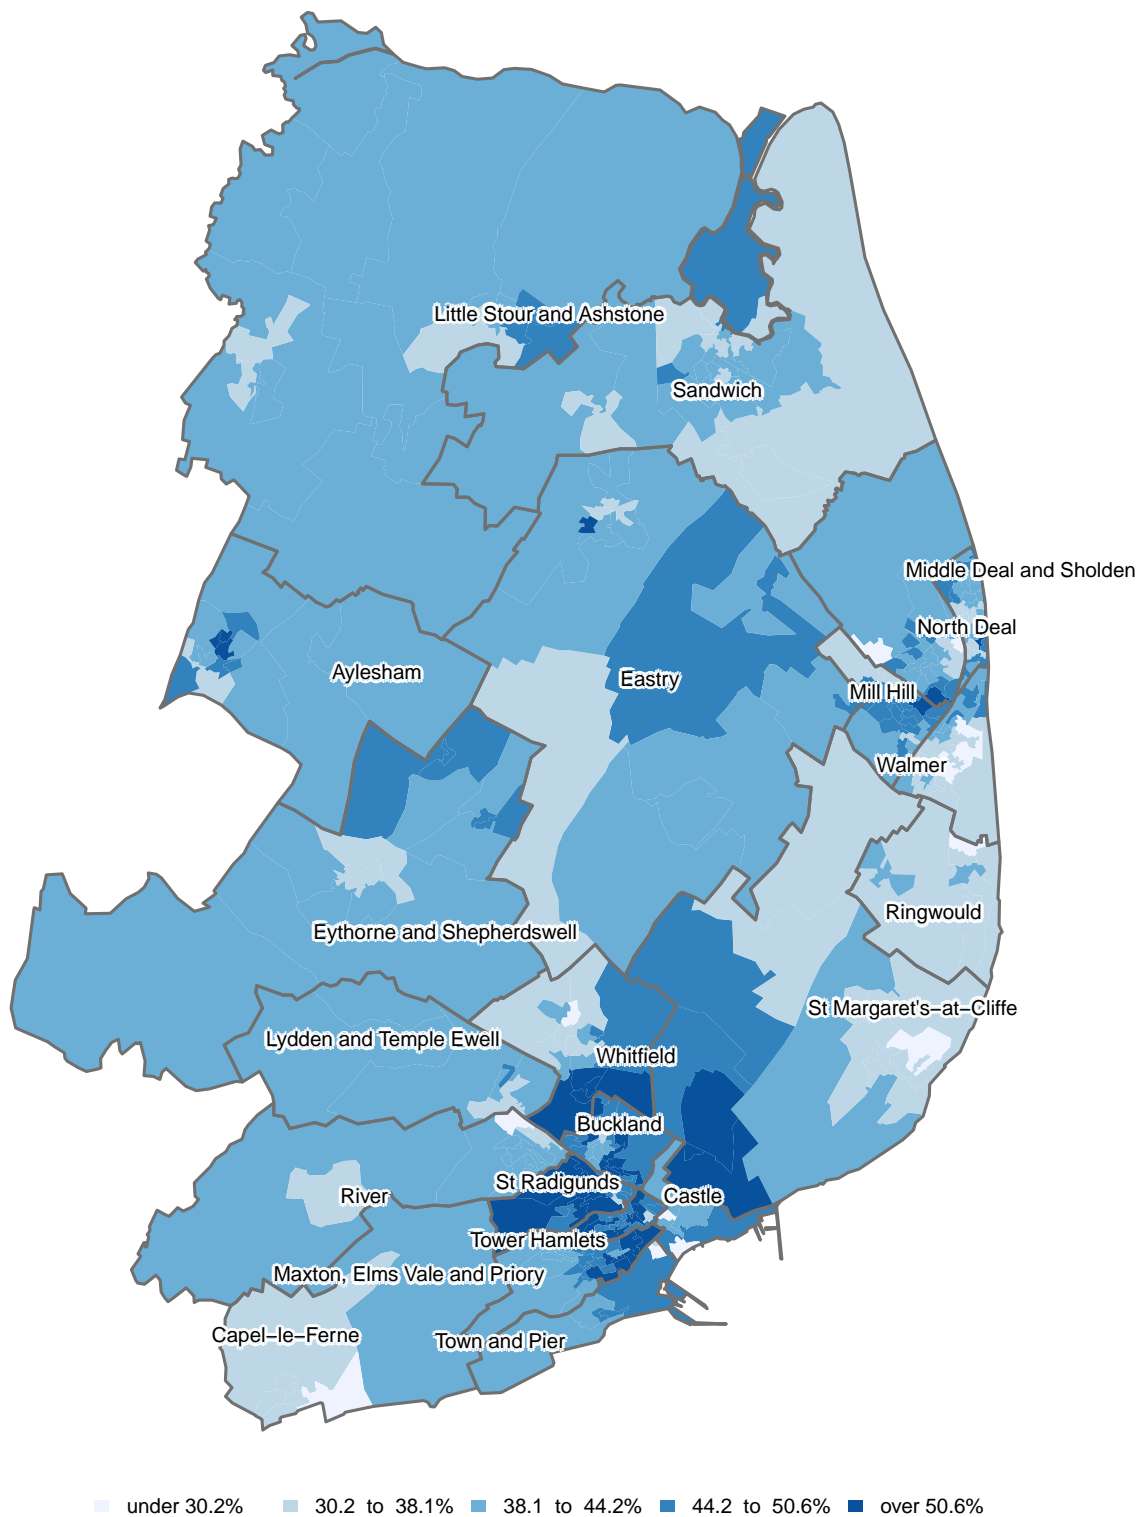 Little Stour and Ashstone
Sandwich
Middle Deal and Sholden
North Deal
Aylesham
Eastry
Mill Hill
Walmer
Ringwould
Eythorne and Shepherdswell
St Margaret's−at−Cliffe
Lydden and Temple Ewell
Whitfield
Buckland
St Radigunds
River
Castle
Tower Hamlets
Maxton, Elms Vale and Priory
Capel−le−Ferne
Town and Pier
under 30.2% 30.2 to 38.1% 38.1 to 44.2% 44.2 to 50.6% over 50.6%